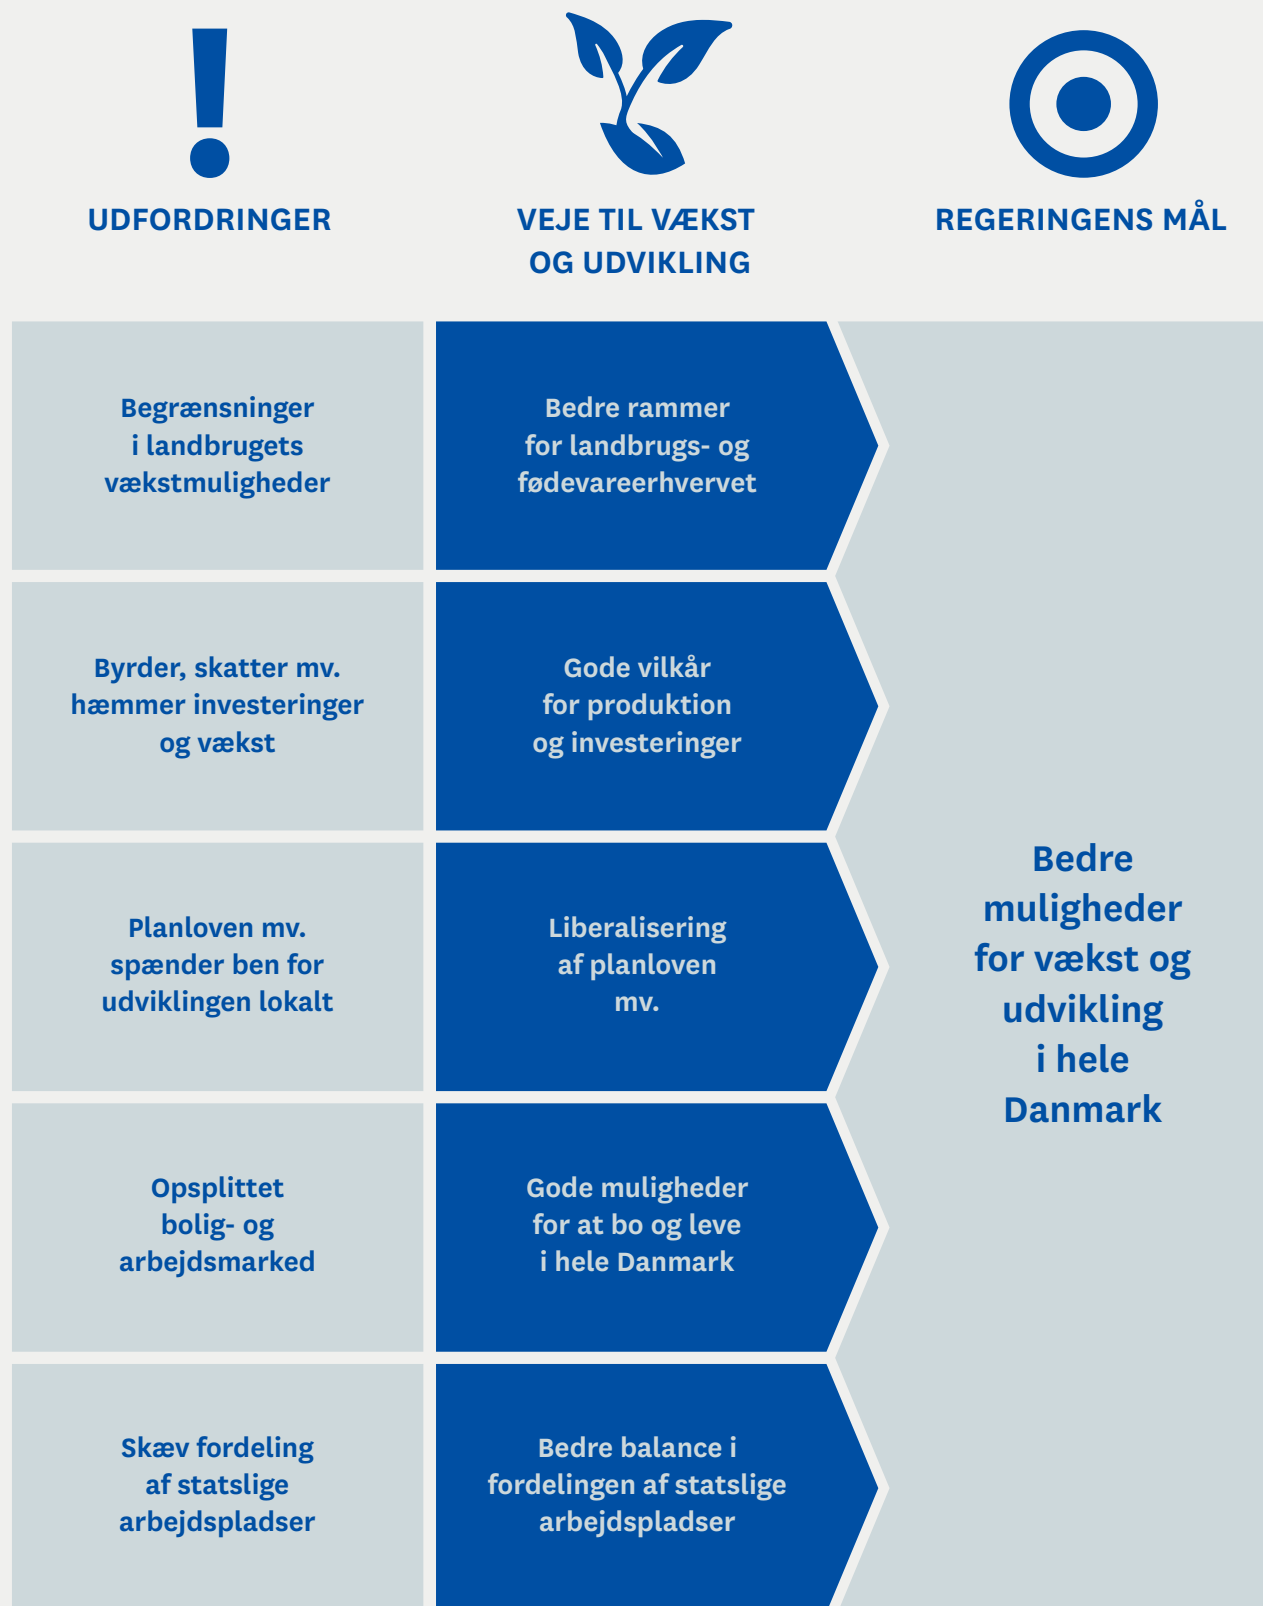 UDFORDRINGER
VEJE TIL VÆKST
OG UDVIKLING
REGERINGENS MÅL
Begrænsninger
i landbrugets
vækstmuligheder
Bedre rammer
for landbrugs- og
fødevareerhvervet
Byrder, skatter mv.
hæmmer investeringer
og vækst
Gode vilkår
for produktion
og investeringer
Planloven mv.
spænder ben for
udviklingen lokalt
Liberalisering
af planloven
mv.
Opsplittet
bolig- og
arbejdsmarked
Gode muligheder
for at bo og leve
i hele Danmark
Skæv fordeling
af statslige
arbejdspladser
Bedre balance i
fordelingen af statslige
arbejdspladser
Bedre
muligheder
for vækst og
udvikling
i hele
Danmark